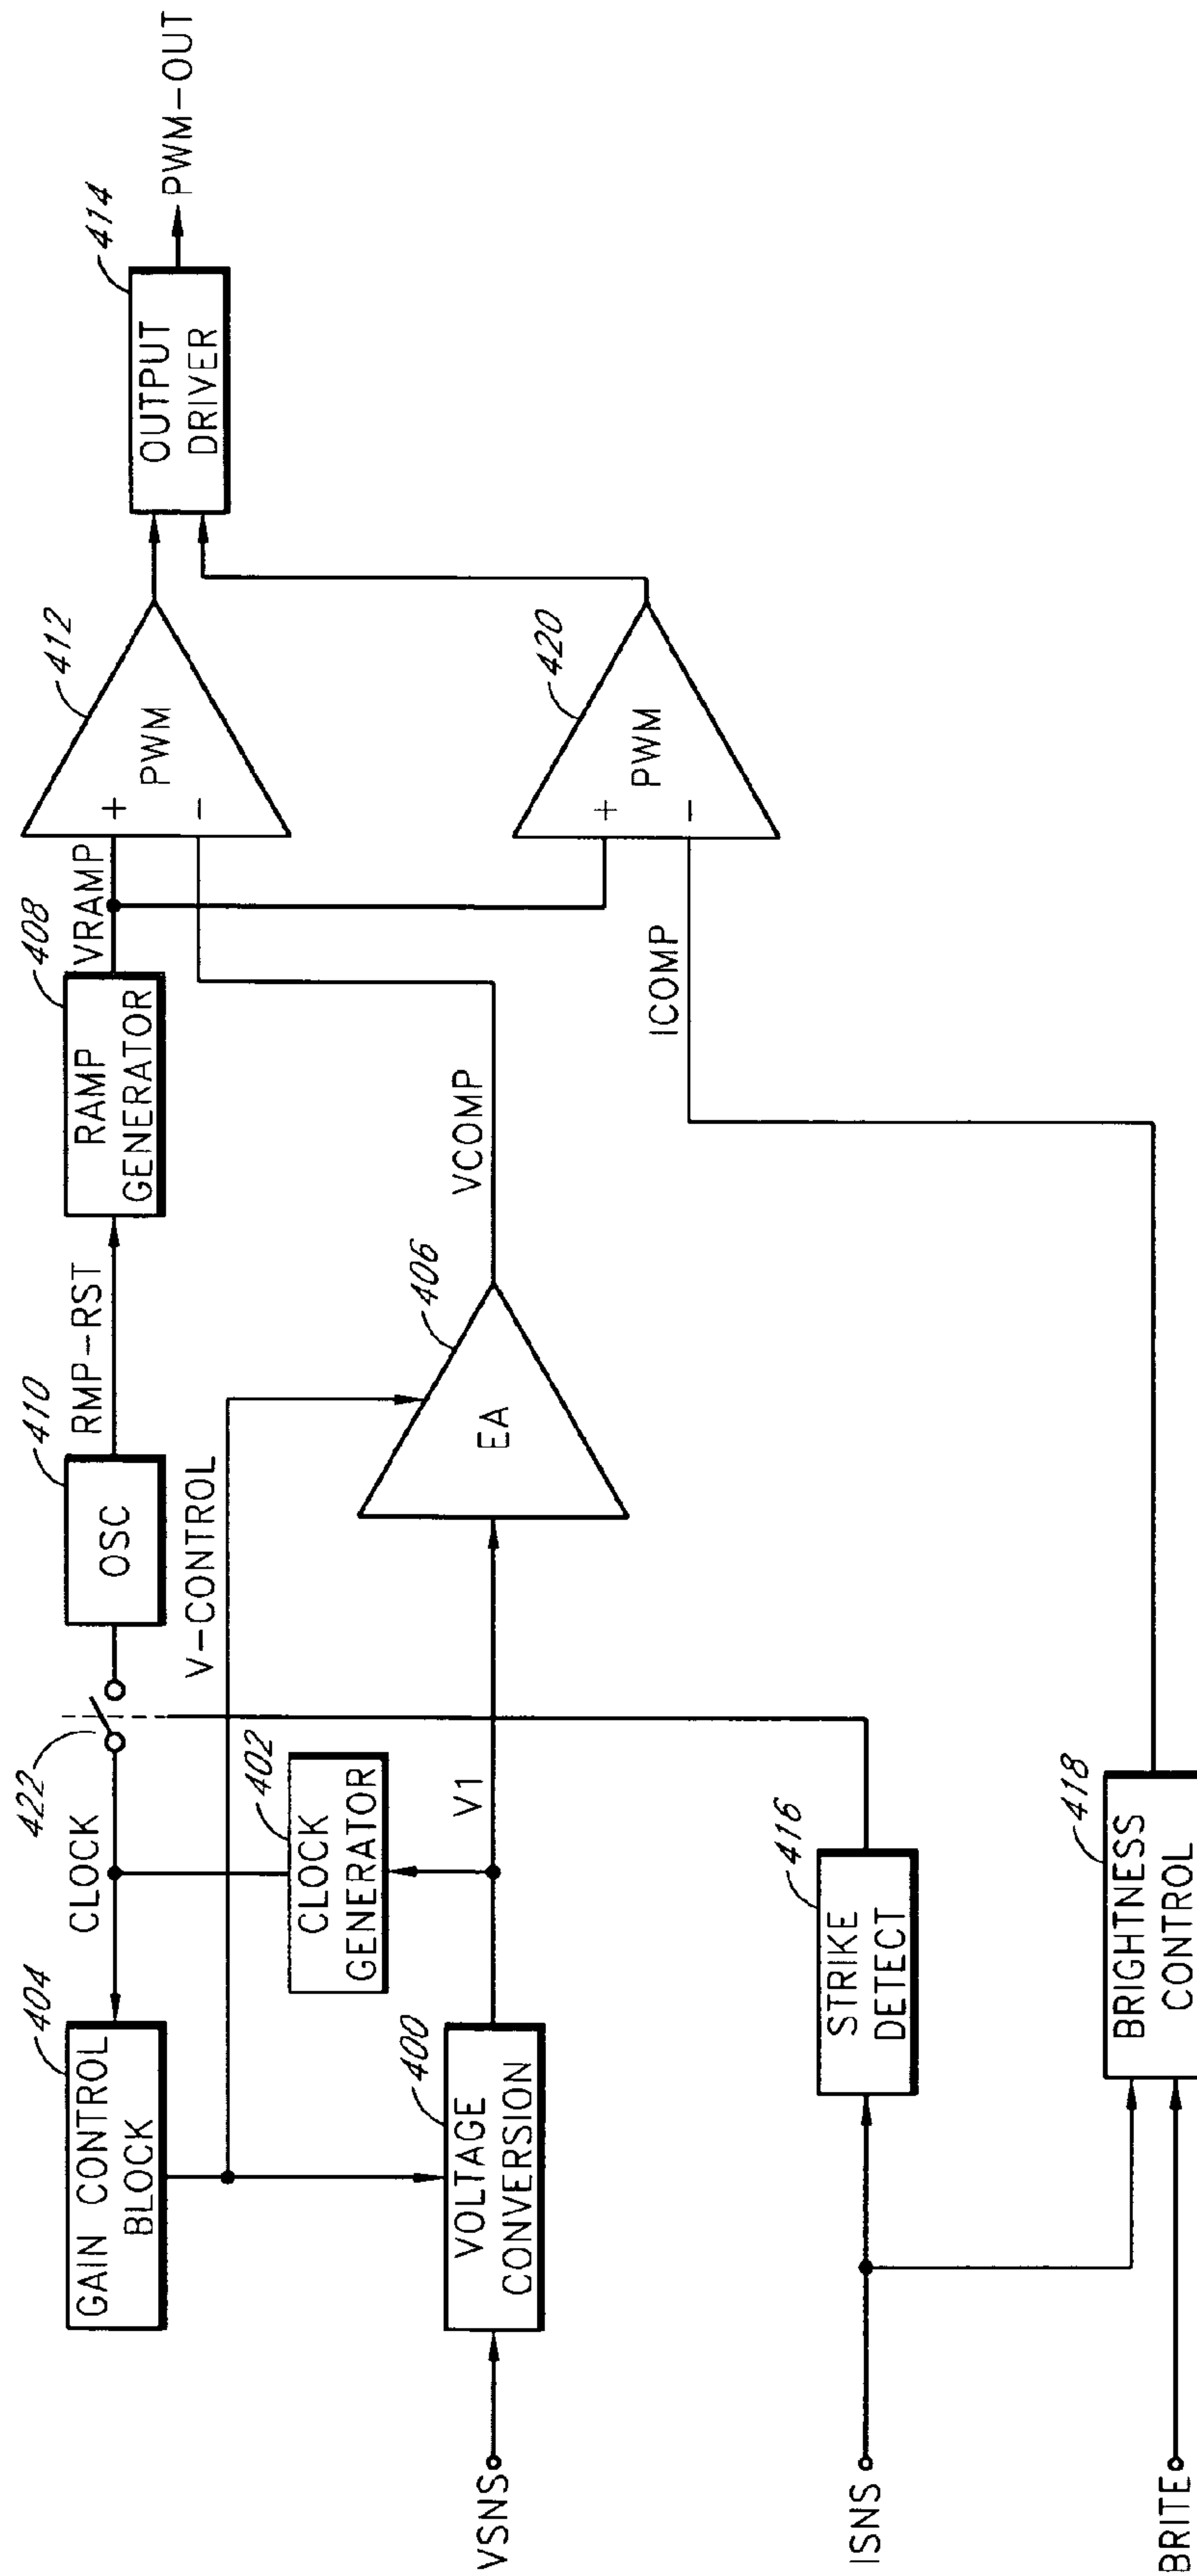 404
GAIN CONTROL
BLOCK
CLOCK
422
410
OSC
RMP-RST
408
RAMP
GENERATOR
VRAMP
412
+
PWM
-
414
OUTPUT
DRIVER
PWM-OUT
V-CONTROL
402
CLOCK
GENERATOR
VSNS
400
VOLTAGE
CONVERSION
V1
406
EA
VCOMP
420
+
PWM
-
ICOMP
ISNS
416
STRIKE
DETECT
BRITE
418
BRIGHTNESS
CONTROL